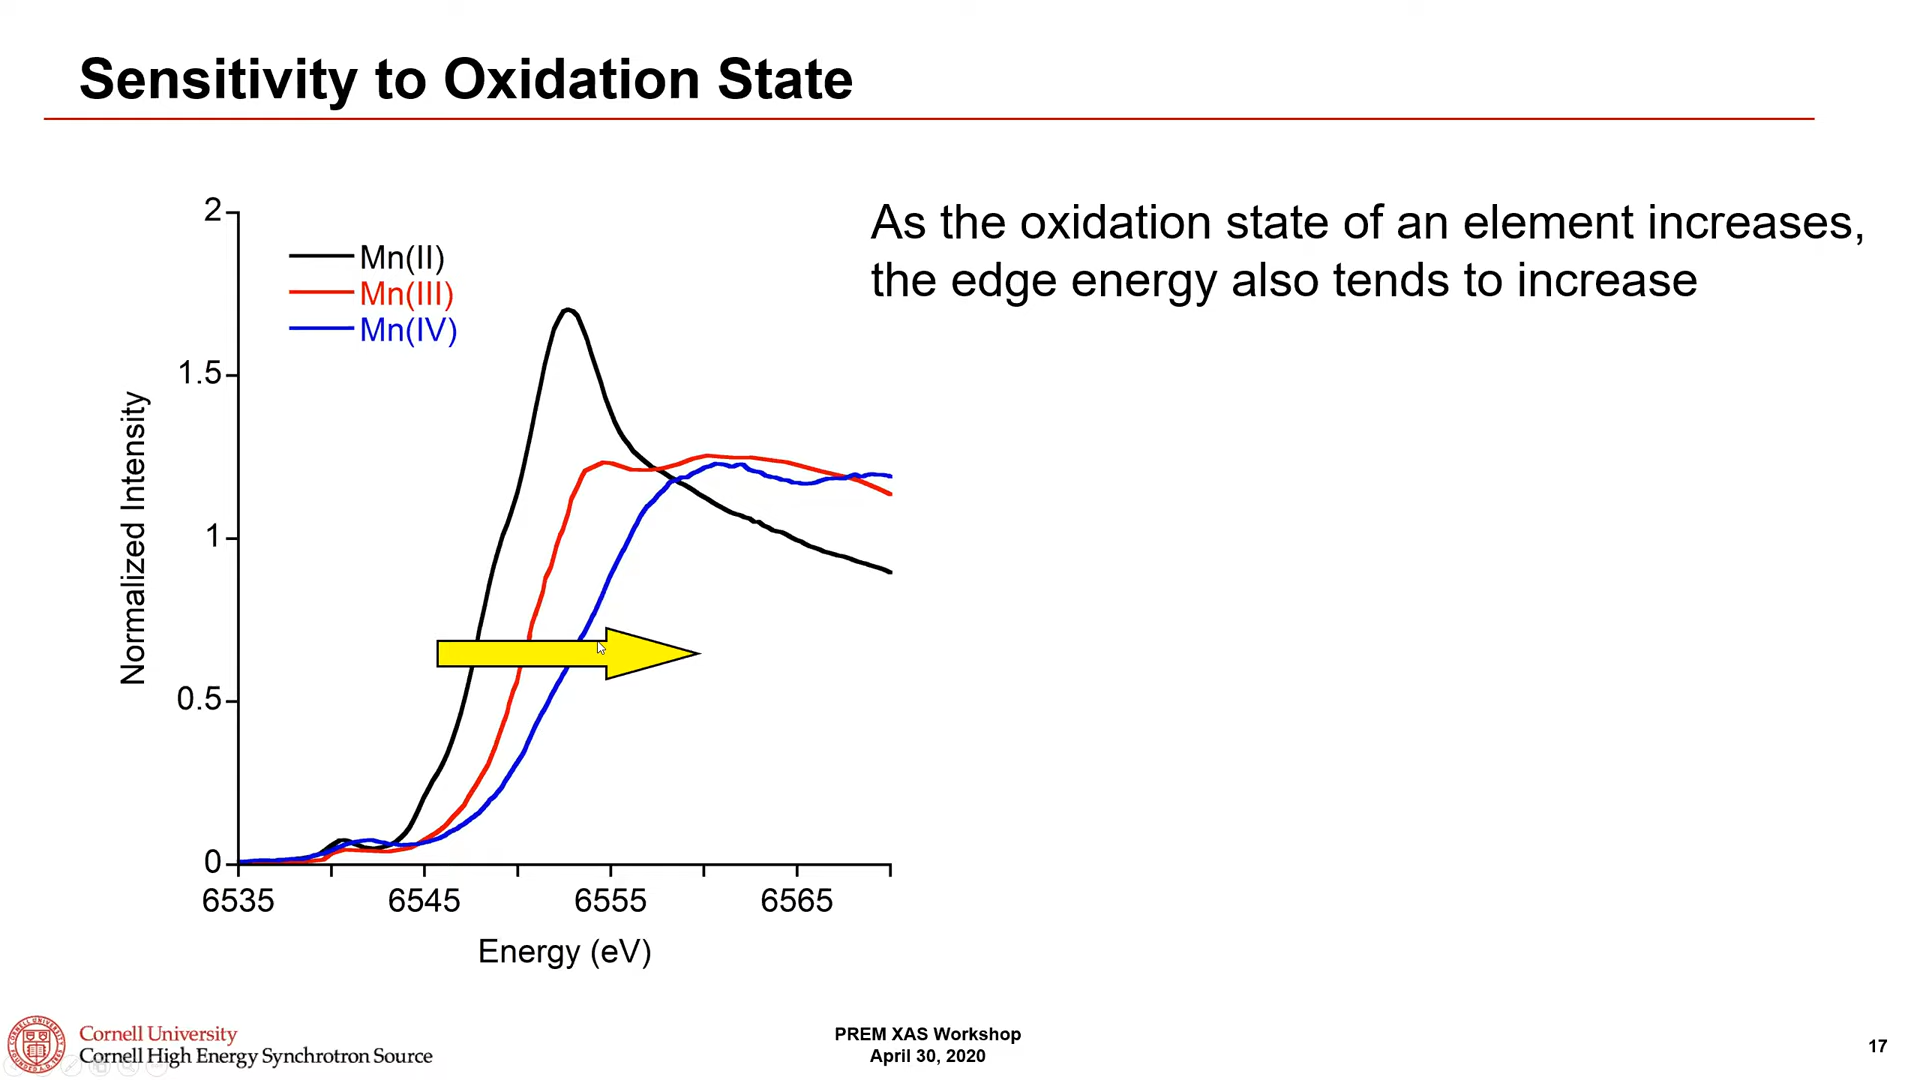 Sensitivity to Oxidation State
As the oxidation state of an element increases,
the edge energy also tends to increase
Mn(II)
Mn(III)
Mn(IV)
Normalized Intensity
2
1.5
1
0.5
0
6535 6545 6555 6565
Energy (eV)
Cornell University
Cornell High Energy Synchrotron Source
PREM XAS Workshop
April 30, 2020
17